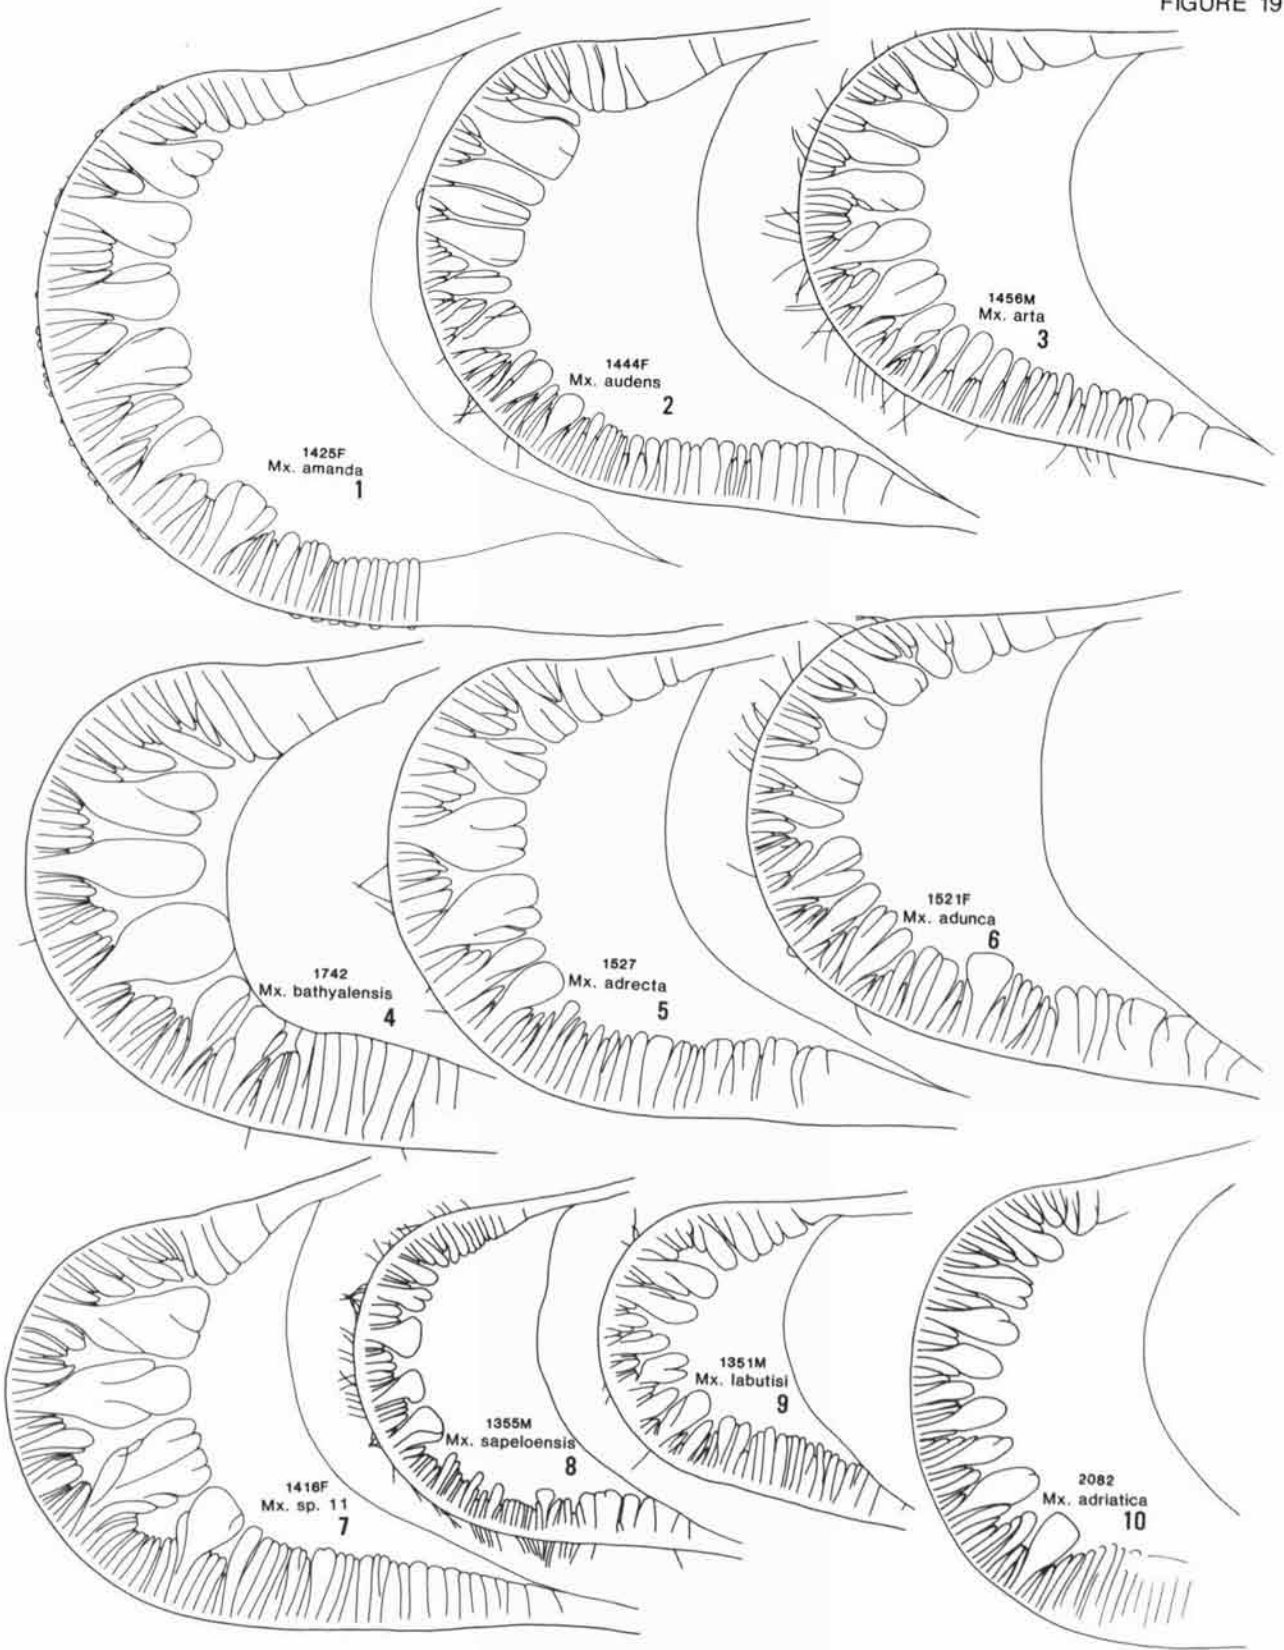 FIGURE 19
1425F
Mx. amanda
1
1444F
Mx. audens
2
1456M
Mx. arta
3
1742
Mx. bathyalensis
4
1527
Mx. adrecta
5
1521F
Mx. adunca
6
1416F
Mx. sp. 11
7
1355M
Mx. sapeloensis
8
1351M
Mx. labutisi
9
2082
Mx. adriatica
10